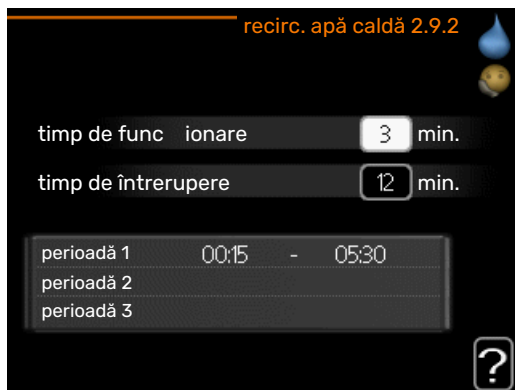 recirc. apă caldă 2.9.2
timp de func ionare 3 min.
timp de întrerupere 12 min.
perioadă 1 00:15 - 05:30
perioadă 2
perioadă 3
?